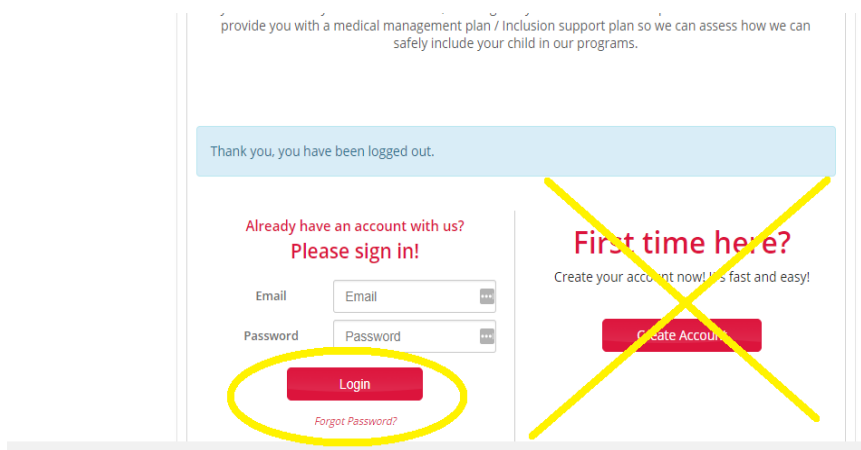 provide you with a medical management plan / Inclusion support plan so we can assess how we can
safely include your child in our programs.
Thank you, you have been logged out.
Already have an account with us?
Please sign in!
Email
Email
Password
Password
Login
Forgot Password?
First time here?
Create your account now! It's fast and easy!
Create Account